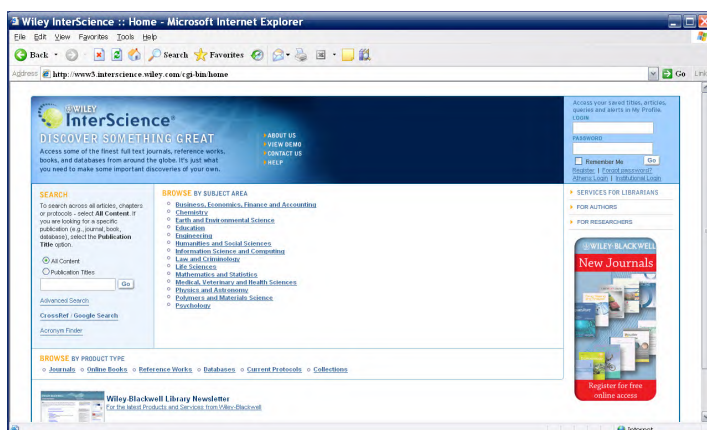 Wiley InterScience :: Home - Microsoft Internet Explorer
File Edit View Favorites Tools Help
Back Search Favorites
Address http://www3.interscience.wiley.com/cgi-bin/home Go Link
WILEY
InterScience®
DISCOVER SOMETHING GREAT
Access some of the finest full text journals, reference works,
books, and databases from around the globe. It's just what
you need to make some important discoveries of your own.
ABOUT US
VIEW DEMO
CONTACT US
HELP
Access your saved titles, articles,
queries and alerts in My Profile.
LOGIN
PASSWORD
Remember Me Go
Register | Forgot password?
Athens Login | Institutional Login
SEARCH
To search across all articles, chapters
or protocols - select All Content. If
you are looking for a specific
publication (e.g., journal, book,
database), select the Publication
Title option.
All Content
Publication Titles
Go
Advanced Search
CrossRef / Google Search
Acronym Finder
BROWSE BY SUBJECT AREA
Business, Economics, Finance and Accounting
Chemistry
Earth and Environmental Science
Education
Engineering
Humanities and Social Sciences
Information Science and Computing
Law and Criminology
Life Sciences
Mathematics and Statistics
Medical, Veterinary and Health Sciences
Physics and Astronomy
Polymers and Materials Science
Psychology
SERVICES FOR LIBRARIANS
FOR AUTHORS
FOR RESEARCHERS
WILEY-BLACKWELL
New Journals
Register for free
online access
BROWSE BY PRODUCT TYPE
Journals Online Books Reference Works Databases Current Protocols Collections
Wiley-Blackwell Library Newsletter
For the latest Products and Services from Wiley-Blackwell
Internet